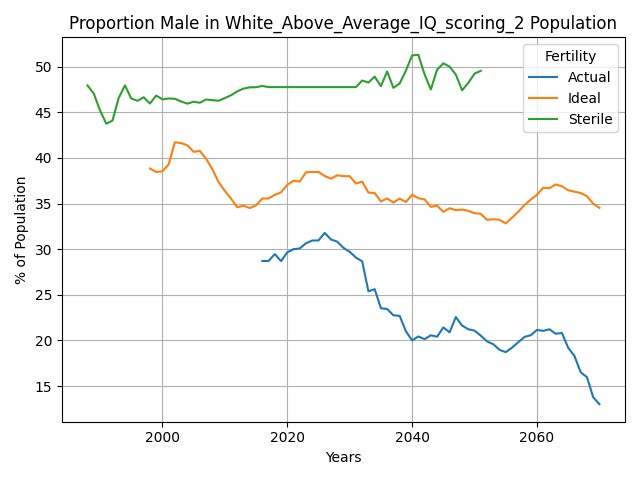 Proportion Male in White_Above_Average_IQ_scoring_2 Population
% of Population
50
45
40
35
30
25
20
15
Fertility
Actual
Ideal
Sterile
2000
2020
2040
2060
Years